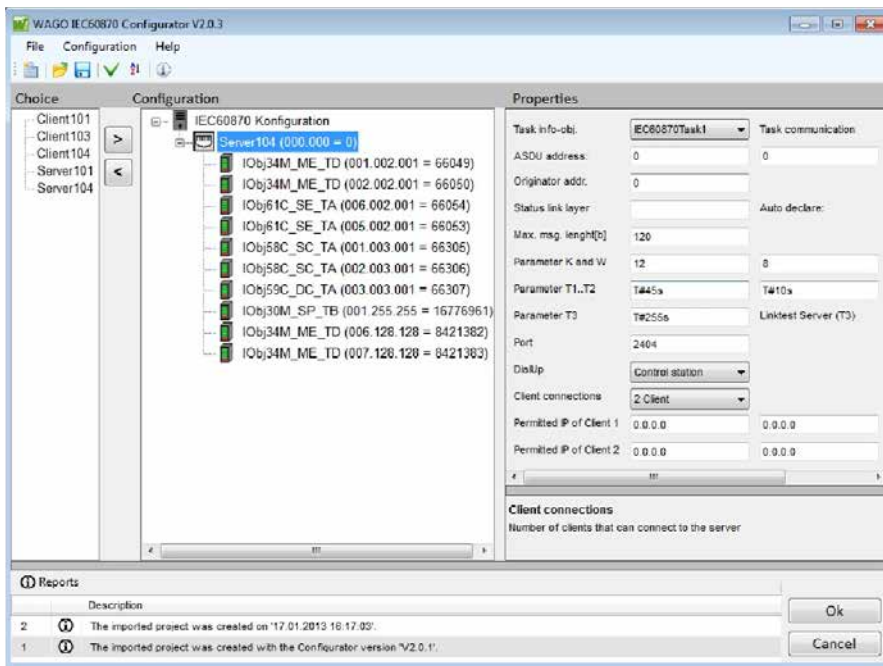 WAGO IEC60870 Configurator V2.0.3
File Configuration Help
Choice
Client101
Client103
Client104
Server101
Server104
>
<
Configuration
IEC60870 Konfiguration
Server104 (000.000 = 0)
IObj34M_ME_TD (001.002.001 = 66049)
IObj34M_ME_TD (002.002.001 = 66050)
IObj61C_SE_TA (006.002.001 = 66054)
IObj61C_SE_TA (005.002.001 = 66053)
IObj58C_SC_TA (001.003.001 = 66305)
IObj58C_SC_TA (002.003.001 = 66306)
IObj59C_DC_TA (003.003.001 = 66307)
IObj30M_SP_TB (001.255.255 = 16776961)
IObj34M_ME_TD (006.128.128 = 8421382)
IObj34M_ME_TD (007.128.128 = 8421383)
Properties
Task info-obj. IEC60870Task1 Task communication
ASDU address: 0 0
Originator addr. 0
Status link layer Auto declare:
Max. msg. lenght[b] 120
Parameter K and W 12 8
Parameter T1..T2 T#45s T#10s
Parameter T3 T#255s Linktest Server (T3)
Port 2404
DialUp Control station
Client connections 2 Client
Permitted IP of Client 1 0.0.0.0 0.0.0.0
Permitted IP of Client 2 0.0.0.0 0.0.0.0
Client connections
Number of clients that can connect to the server
Reports
Description
2 The imported project was created on '17.01.2013 16:17:03'.
1 The imported project was created with the Configurator version 'V2.0.1'.
Ok
Cancel